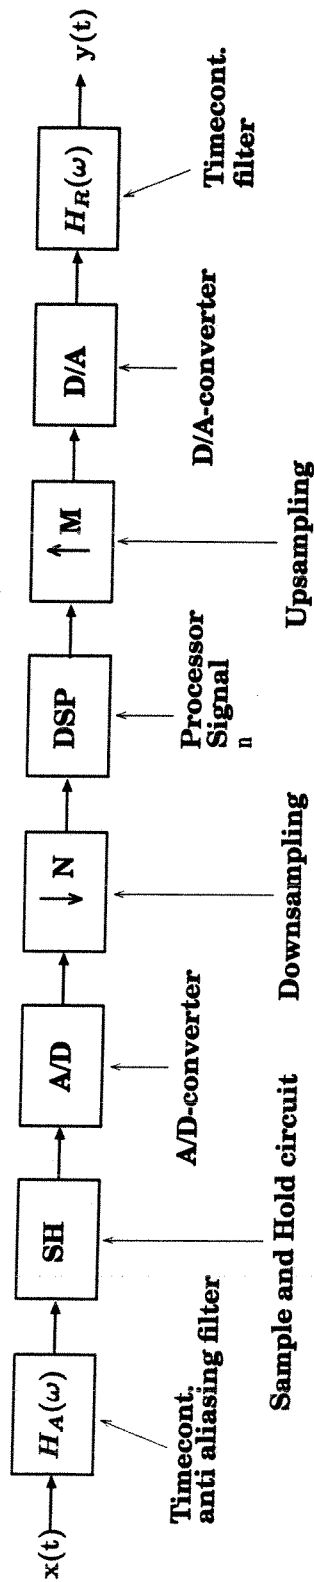 x(t)
H_A(ω)
SH
A/D
↓ N
DSP
↑ M
D/A
H_R(ω)
y(t)
Timecont.
anti aliasing filter
Sample and Hold circuit
A/D-converter
Downsampling
Processor
Signal
n
Upsampling
D/A-converter
Timecont.
filter